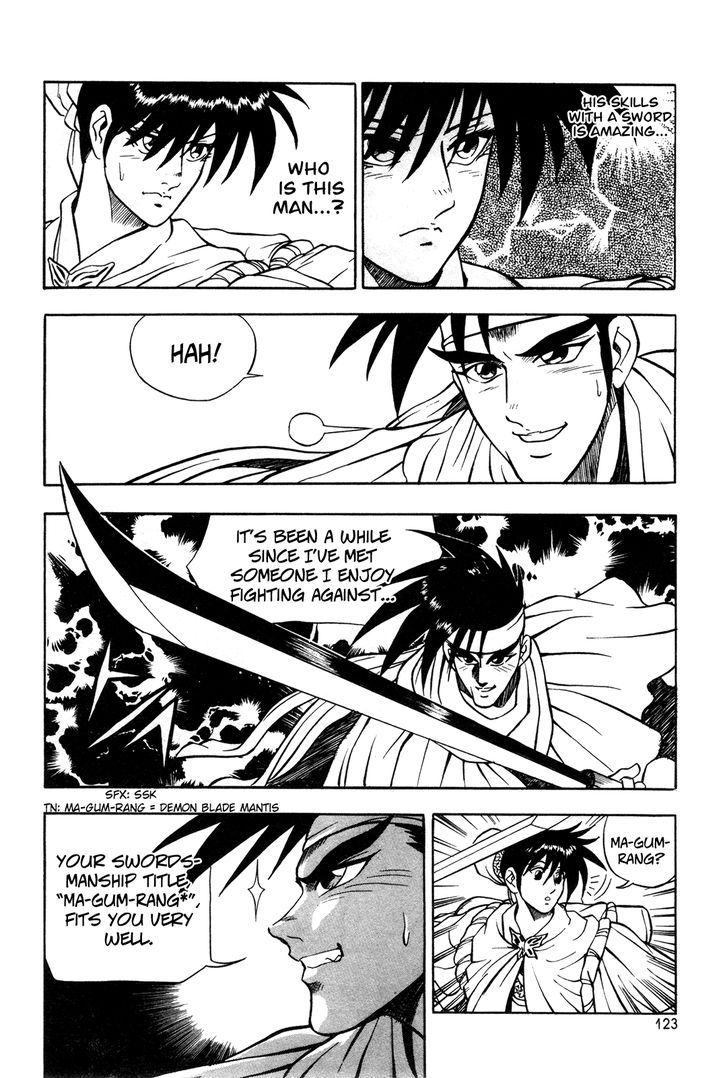 WHO
IS THIS
MAN...?
HIS SKILLS
WITH A SWORD
IS AMAZING...
HAH!
IT'S BEEN A WHILE
SINCE I'VE MET
SOMEONE I ENJOY
FIGHTING AGAINST...
SFX: SSK
TN: MA-GUM-RANG = DEMON BLADE MANTIS
YOUR SWORDS-
MANSHIP TITLE,
"MA-GUM-RANG*",
FITS YOU VERY
WELL.
MA-GUM-
RANG?
123